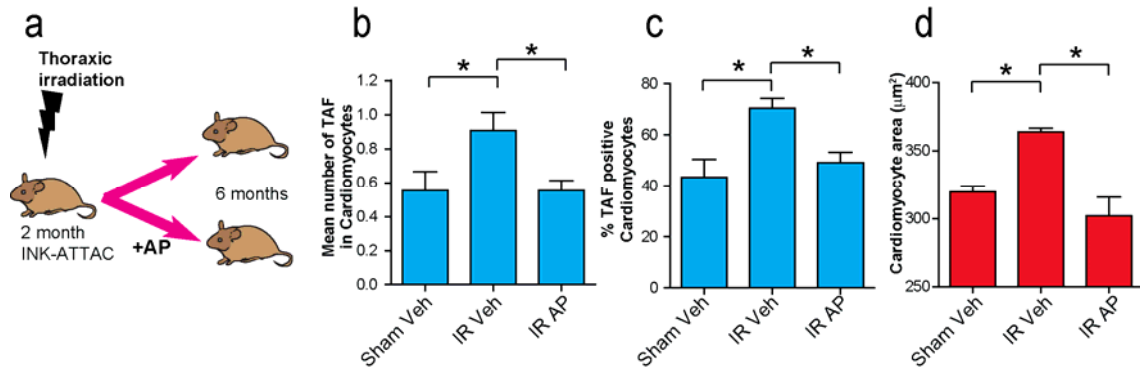 a
Thoraxic
irradiation
2 month
INK-ATTAC
+AP
6 months
b
Mean number of TAF
in Cardiomyocytes
1.2
1.0
0.8
0.6
0.4
0.2
0.0
*
*
Sham Veh
IR Veh
IR AP
c
% TAF positive
Cardiomyocytes
80
60
40
20
0
*
*
Sham Veh
IR Veh
IR AP
d
Cardiomyocyte area (μm²)
400
350
300
250
*
*
Sham Veh
IR Veh
IR AP